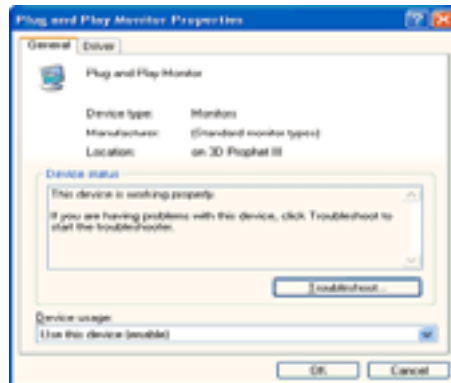 Plug and Play Monitor Properties
General Driver
Plug and Play Monitor
Device type: Monitors
Manufacturer: (Standard monitor types)
Location: on 3D Prophet III
Device status
This device is working properly.
If you are having problems with this device, click Troubleshoot to
start the troubleshooter.
Troubleshoot...
Device usage:
Use this device (enable)
OK Cancel